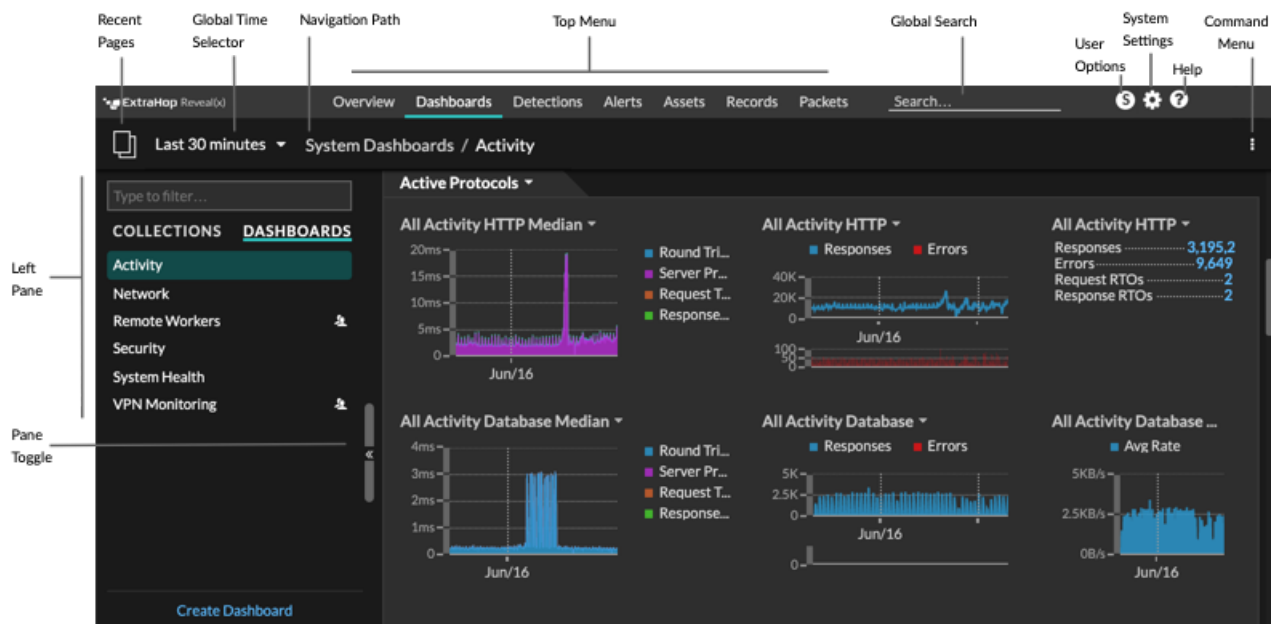 Recent Pages
Global Time Selector
Navigation Path
Top Menu
Global Search
User Options
System Settings
Help
Command Menu
ExtraHop Reveal(x)
Overview Dashboards Detections Alerts Assets Records Packets Search... S ?
Last 30 minutes System Dashboards / Activity
Left Pane
Pane Toggle
Type to filter...
COLLECTIONS DASHBOARDS
Activity
Network
Remote Workers
Security
System Health
VPN Monitoring
«
Create Dashboard
Active Protocols
All Activity HTTP Median
20ms
15ms
10ms
5ms
0
Jun/16
Round Tri...
Server Pr...
Request T...
Response...
All Activity HTTP
Responses Errors
40K
20K
0
Jun/16
100
50
0
All Activity HTTP
Responses 3,195,2
Errors 9,649
Request RTOs 2
Response RTOs 2
All Activity Database Median
4ms
3ms
2ms
1ms
0
Jun/16
Round Tri...
Server Pr...
Request T...
Response...
All Activity Database
Responses Errors
5K
2.5K
0
Jun/16
0
All Activity Database ...
Avg Rate
5KB/s
2.5KB/s
0B/s
Jun/16